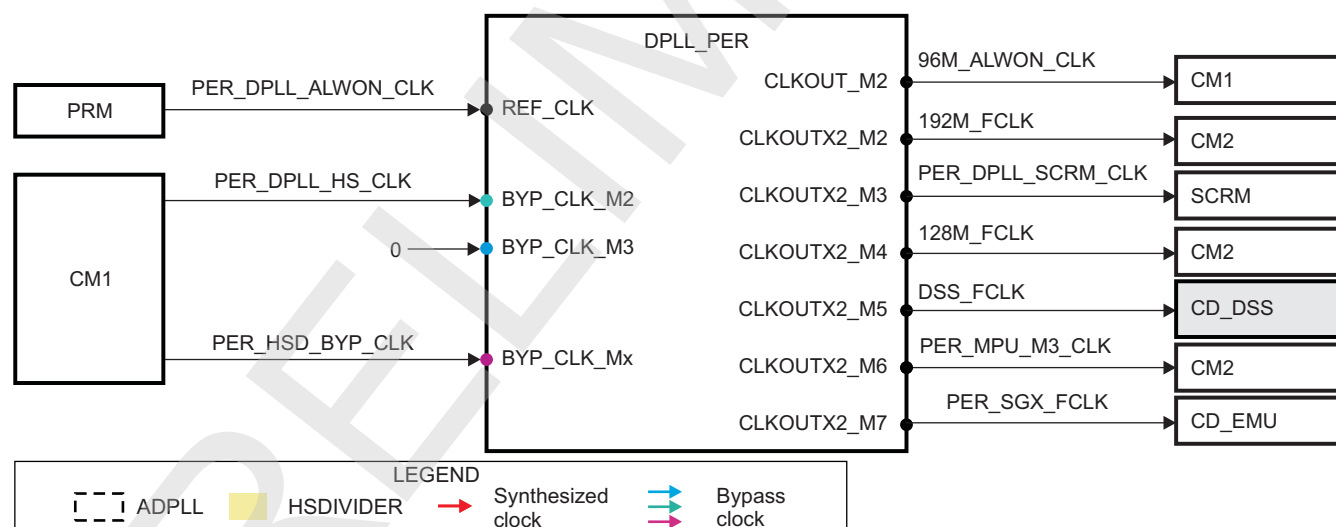 DPLL_PER
PRM
PER_DPLL_ALWON_CLK
REF_CLK
CM1
PER_DPLL_HS_CLK
BYP_CLK_M2
0
BYP_CLK_M3
PER_HSD_BYP_CLK
BYP_CLK_Mx
CLKOUT_M2
96M_ALWON_CLK
CM1
CLKOUTX2_M2
192M_FCLK
CM2
CLKOUTX2_M3
PER_DPLL_SCRM_CLK
SCRM
CLKOUTX2_M4
128M_FCLK
CM2
CLKOUTX2_M5
DSS_FCLK
CD_DSS
CLKOUTX2_M6
PER_MPU_M3_CLK
CM2
CLKOUTX2_M7
PER_SGX_FCLK
CD_EMU
LEGEND
ADPLL
HSDIVIDER
Synthesized
clock
Bypass
clock